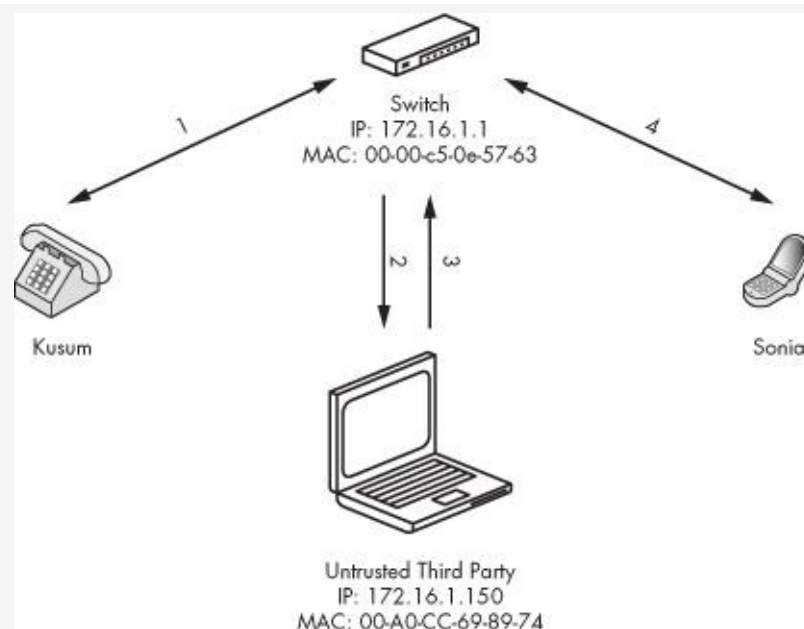 Switch
IP: 172.16.1.1
MAC: 00-00-c5-0e-57-63
1
4
2
3
Kusum
Sonia
Untrusted Third Party
IP: 172.16.1.150
MAC: 00-A0-CC-69-89-74